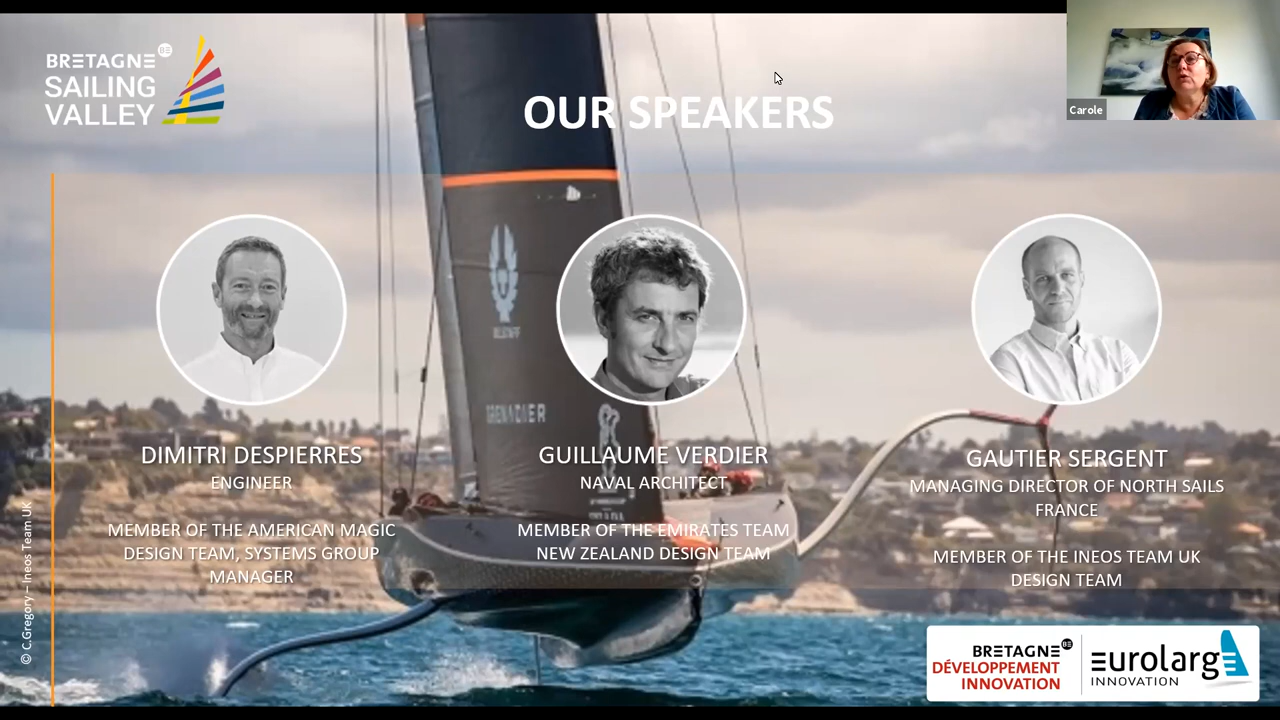 BRETAGNE BE
SAILING
VALLEY
OUR SPEAKERS
Carole
BELSTAFF
GRENADIER
DIMITRI DESPIERRES
ENGINEER
MEMBER OF THE AMERICAN MAGIC
DESIGN TEAM, SYSTEMS GROUP
MANAGER
GUILLAUME VERDIER
NAVAL ARCHITECT
MEMBER OF THE EMIRATES TEAM
NEW ZEALAND DESIGN TEAM
GAUTIER SERGENT
MANAGING DIRECTOR OF NORTH SAILS
FRANCE
MEMBER OF THE INEOS TEAM UK
DESIGN TEAM
© C.Gregory – Ineos Team UK
BRETAGNE BE
DÉVELOPPEMENT
INNOVATION
eurolarge
INNOVATION